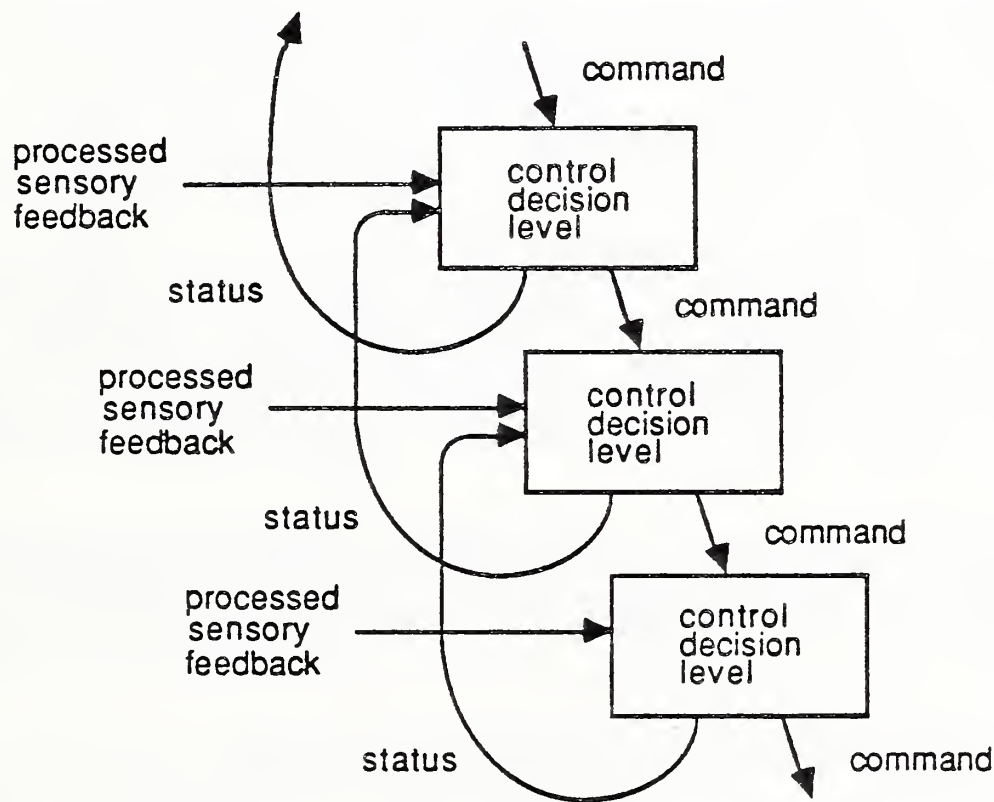 command
processed
sensory
feedback
control
decision
level
status
command
processed
sensory
feedback
control
decision
level
status
command
processed
sensory
feedback
control
decision
level
status
command